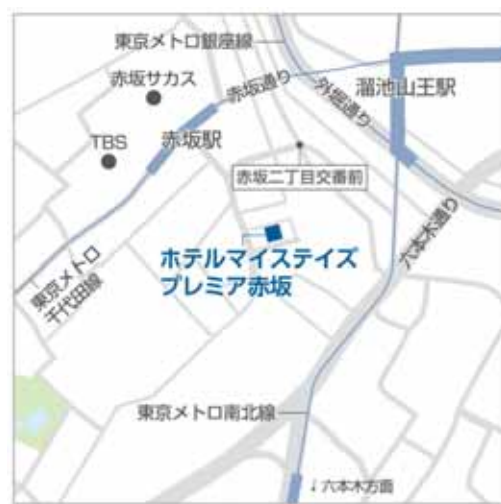 東京メトロ銀座線
赤坂サカス
赤坂通り
外堀通り
溜池山王駅
TBS
赤坂駅
赤坂二丁目交番前
六本木通り
ホテルマイステイズ
プレミア赤坂
東京メトロ
千代田線
東京メトロ南北線
↓六本木方面